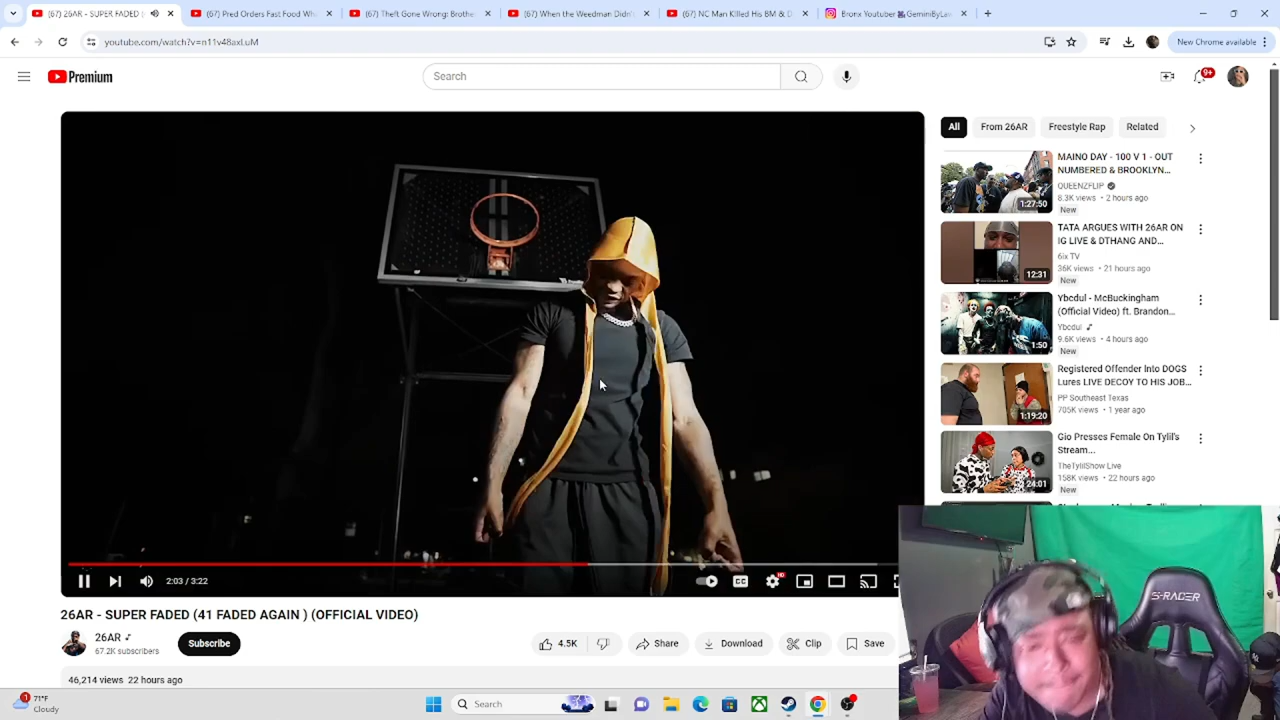 (67) 26AR - SUPER FADED (
(67) Pred Orders Fast Food Wh
(67) Theft Gone Wrong: Brothe
(67) When the Weedman Didn'
(67) NC Man Killed His BM & D
Bronx Youtuber GeminByLav
youtube.com/watch?v=n11v48axLuM
New Chrome available
Premium
Search
9+
All
From 26AR
Freestyle Rap
Related
MAINO DAY - 100 V 1 - OUT
NUMBERED & BROOKLYN...
QUEENZFLIP
8.3K views • 2 hours ago
New
1:27:50
TATA ARGUES WITH 26AR ON
IG LIVE & DTHANG AND...
6ix TV
36K views • 21 hours ago
New
12:31
Ybcdul - McBuckingham
(Official Video) ft. Brandon...
Ybcdul
9.6K views • 4 hours ago
New
1:50
Registered Offender Into DOGS
Lures LIVE DECOY TO HIS JOB...
PP Southeast Texas
705K views • 1 year ago
1:19:20
Gio Presses Female On Tylil's
Stream...
TheTylilShow Live
158K views • 22 hours ago
New
24:01
2:03 / 3:22
CC
HD
26AR - SUPER FADED (41 FADED AGAIN ) (OFFICIAL VIDEO)
26AR
67.2K subscribers
Subscribe
4.5K
Share
Download
Clip
Save
46,214 views 22 hours ago
S-RACER
1
71°F
Cloudy
Search